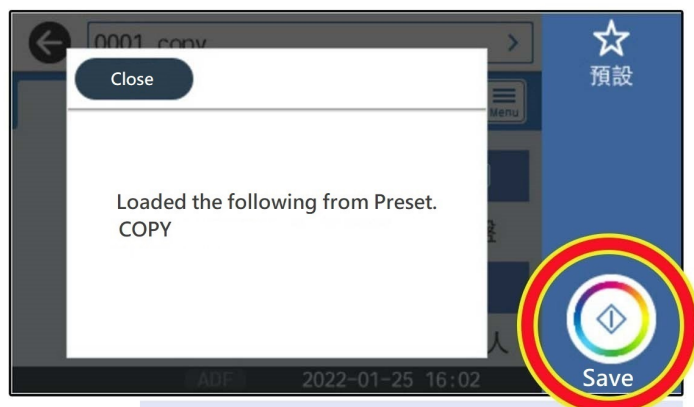 0001 copy
預設
Close
Menu
Loaded the following from Preset.
COPY
人
ADF
2022-01-25 16:02
Save